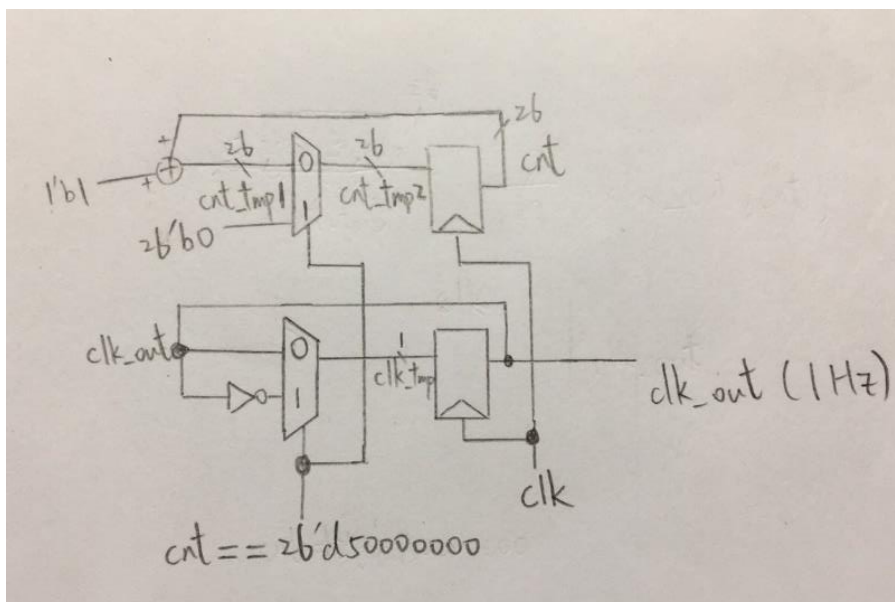 +
26
26
26
cnt
1'b1
+
+
cnt_tmp1
0
cnt_tmp2
1
26'b0
clk_out
0
1
clk_tmp
clk_out (1Hz)
1
clk
cnt == 26'd50000000